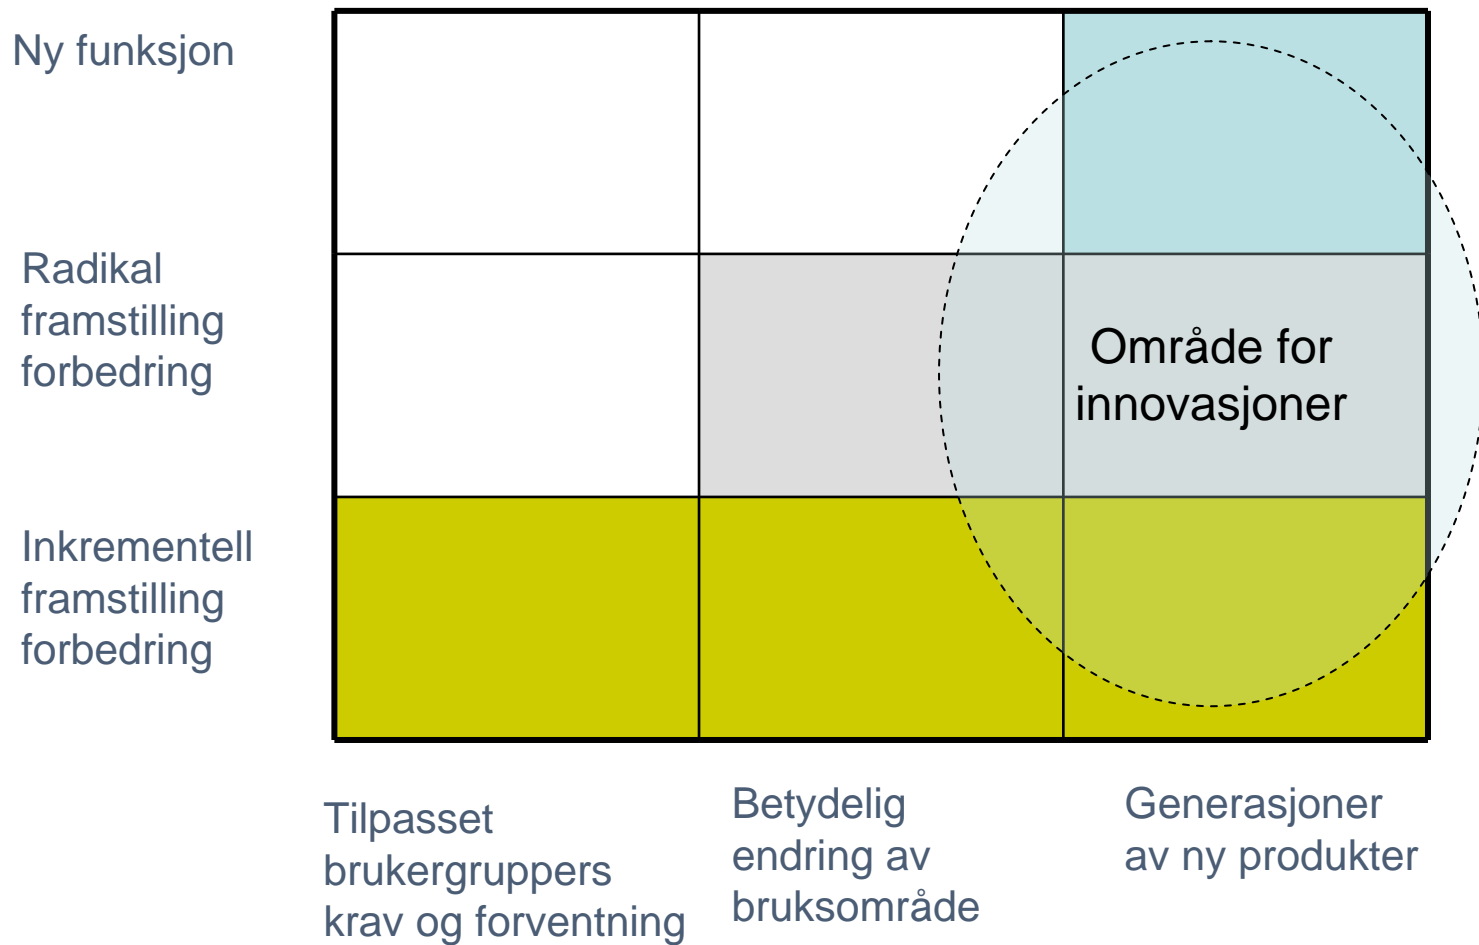 Ny funksjon
Radikal
framstilling
forbedring
Område for
innovasjoner
Inkrementell
framstilling
forbedring
Tilpasset
brukergruppers
krav og forventning
Betydelig
endring av
bruksområde
Generasjoner
av ny produkter